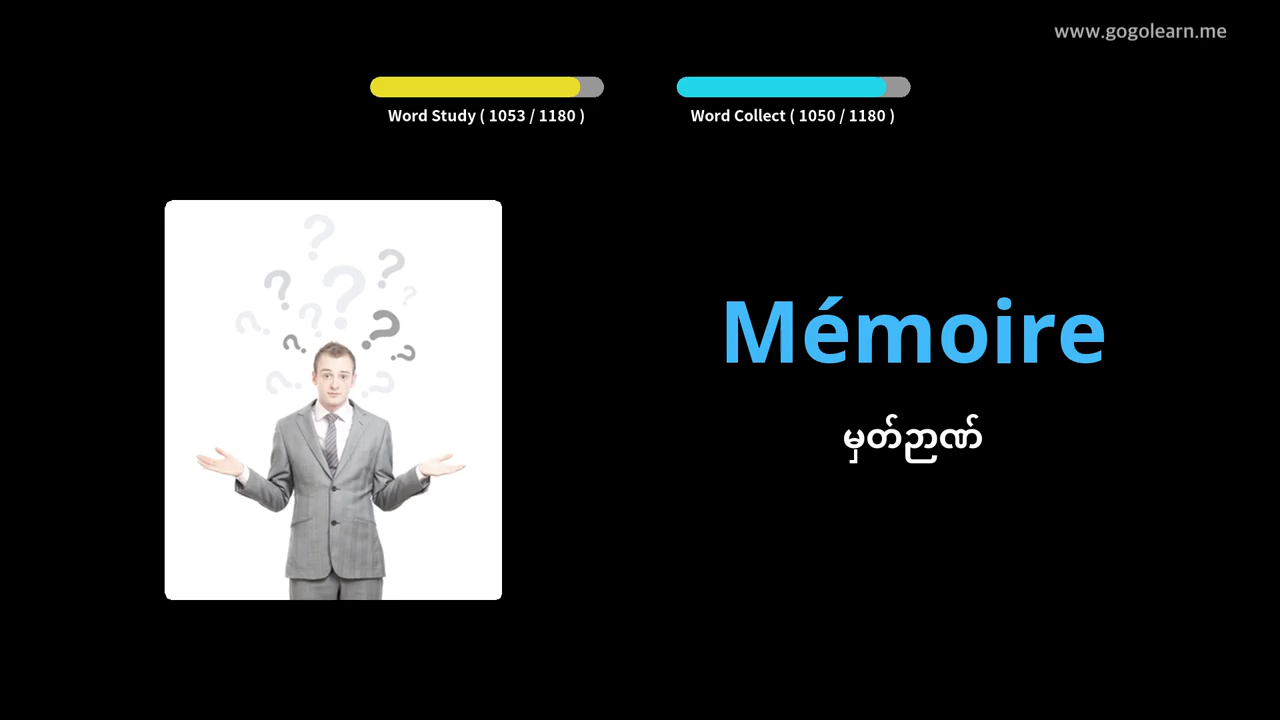 www.gogolearn.me
Word Study ( 1053 / 1180 )
Word Collect ( 1050 / 1180 )
Mémoire
မှတ်ဉာဏ်